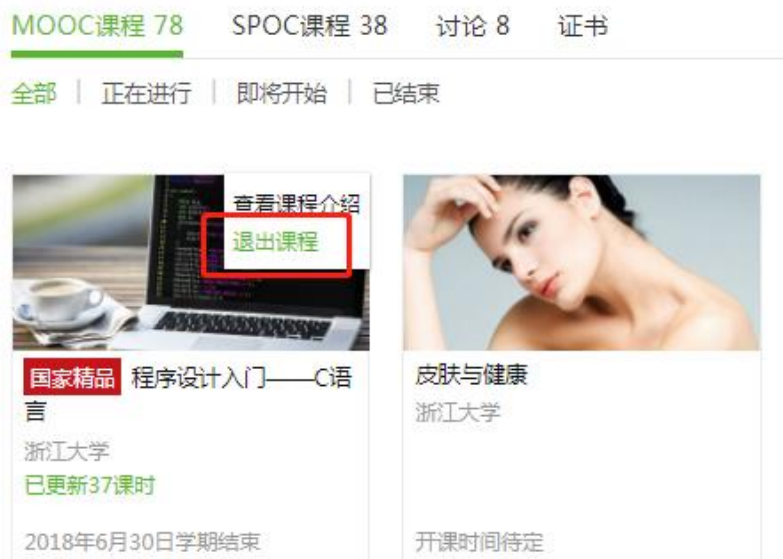 MOOC课程 78 SPOC课程 38 讨论 8 证书
全部 | 正在进行 | 即将开始 | 已结束
查看课程介绍
退出课程
国家精品 程序设计入门——C语
言
浙江大学
已更新37课时
2018年6月30日学期结束
皮肤与健康
浙江大学
开课时间待定